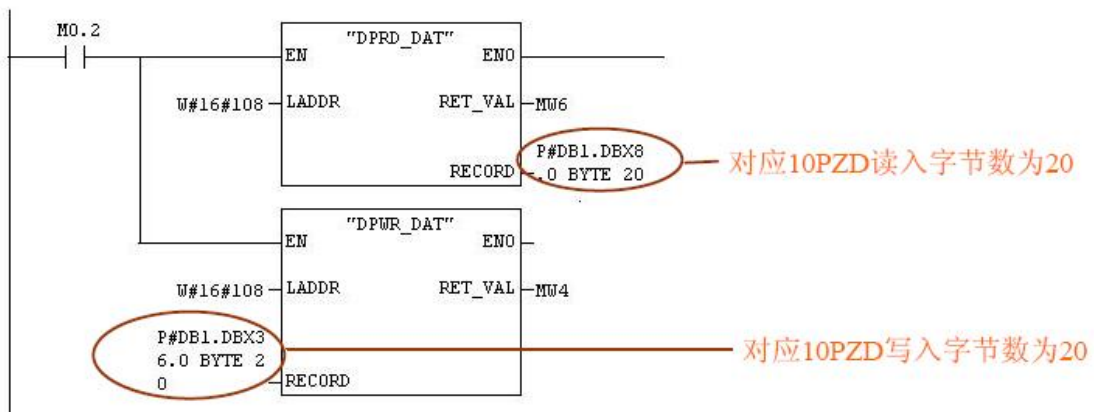 M0.2
"DPRD_DAT"
EN ENO
W#16#108 LADDR RET_VAL MW6
P#DB1.DBX8
RECORD .0 BYTE 20
对应10PZD读入字节数为20
"DPWR_DAT"
EN ENO
W#16#108 LADDR RET_VAL MW4
P#DB1.DBX3
6.0 BYTE 2
0 RECORD
对应10PZD写入字节数为20